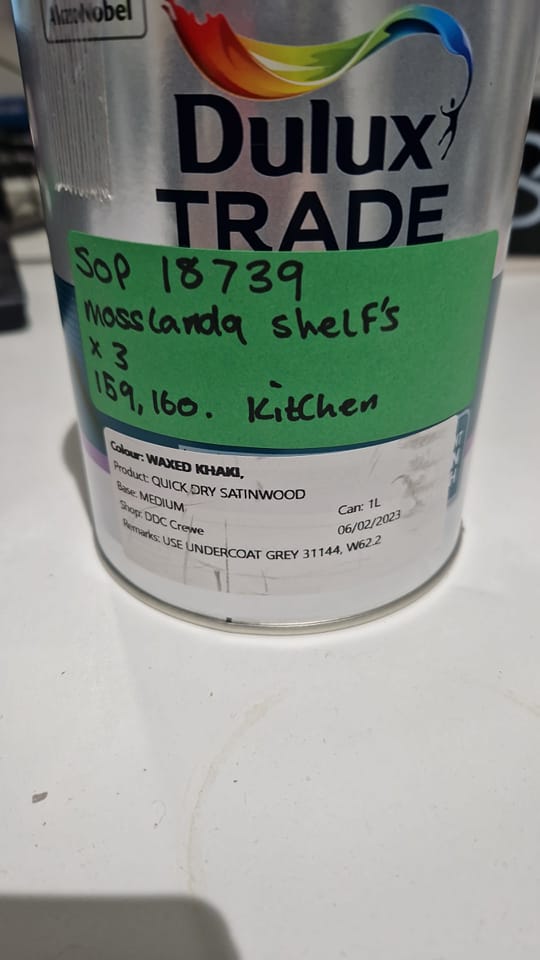 AkzoNobel
Dulux
TRADE
SOP 18739
mosslanda shelf's
x 3
159, 160. Kitchen
Colour: WAXED KHAKI,
Product: QUICK DRY SATINWOOD
Base: MEDIUM
Can: 1L
Shop: DDC Crewe
06/02/2023
Remarks: USE UNDERCOAT GREY 31144, W62.2